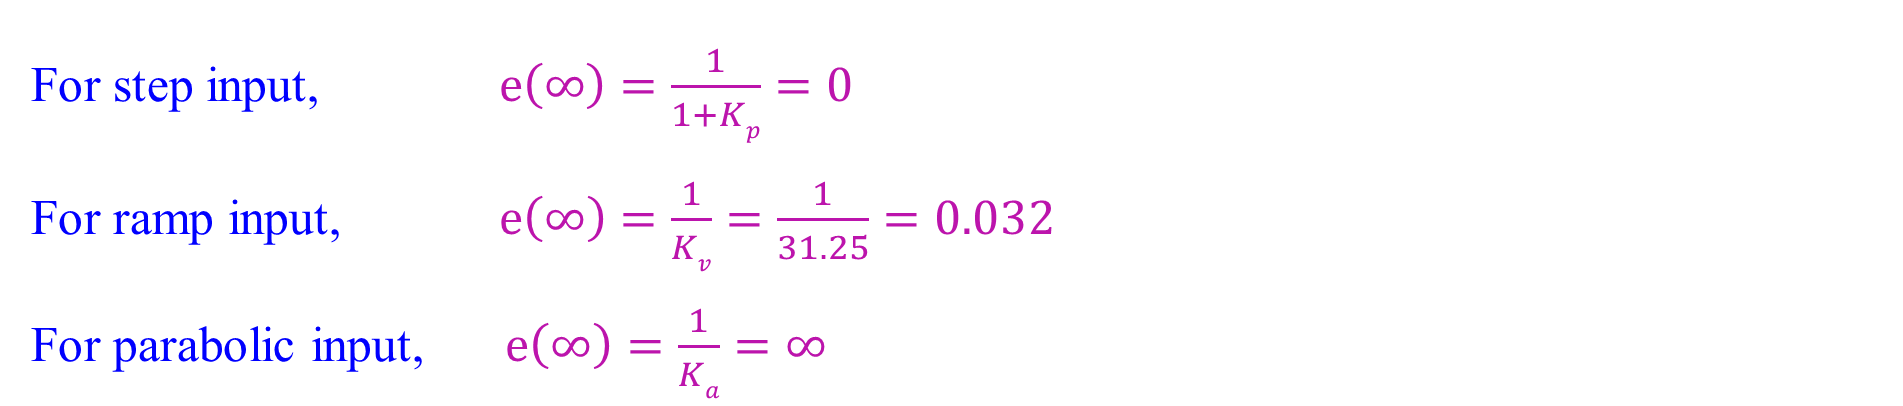 For step input, e(∞) = 1/(1+K_p) = 0
For ramp input, e(∞) = 1/K_v = 1/31.25 = 0.032
For parabolic input, e(∞) = 1/K_a = ∞